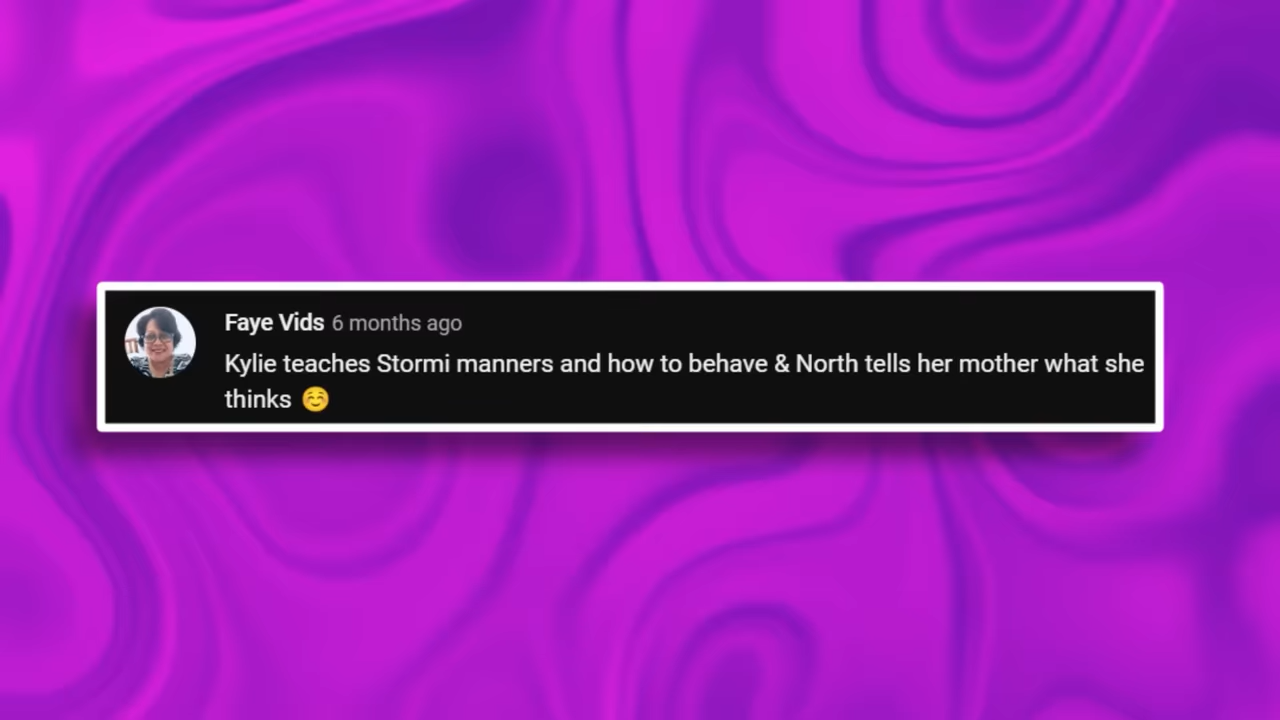 Faye Vids 6 months ago
Kylie teaches Stormi manners and how to behave & North tells her mother what she
thinks ☺️